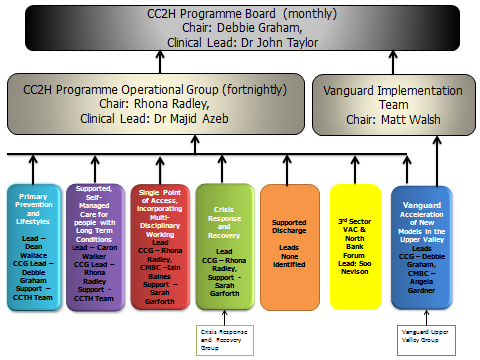 CC2H Programme Board (monthly)
Chair: Debbie Graham,
Clinical Lead: Dr John Taylor
CC2H Programme Operational Group (fortnightly)
Chair: Rhona Radley,
Clinical Lead: Dr Majid Azeb
Vanguard Implementation
Team
Chair: Matt Walsh
Primary
Prevention
and Lifestyles
Lead –
Dean
Wallace
CCG Lead –
Debbie
Graham
Support –
CCTH Team
Supported,
Self-
Managed
Care for
people with
Long Term
Conditions
Lead – Caron
Walker
CCG Lead –
Rhona
Radley
Support -
CCTH Team
Single Point
of Access,
Incorporating
Multi-
Disciplinary
Working
Lead
CCG – Rhona
Radley,
CMBC –Iain
Baines
Support –
Sarah
Garforth
Crisis
Response
and
Recovery
Lead
CCG – Rhona
Radley,
Support -
Sarah
Garforth
Supported
Discharge
Leads
None
Identified
3rd Sector
VAC &
North
Bank
Forum
Lead: Soo
Nevison
Vanguard
Acceleration
of New
Models in the
Upper Valley
Leads
CCG – Debbie
Graham,
CMBC –
Angela
Gardner
Crisis Response
and Recovery
Group
Vanguard Upper
Valley Group